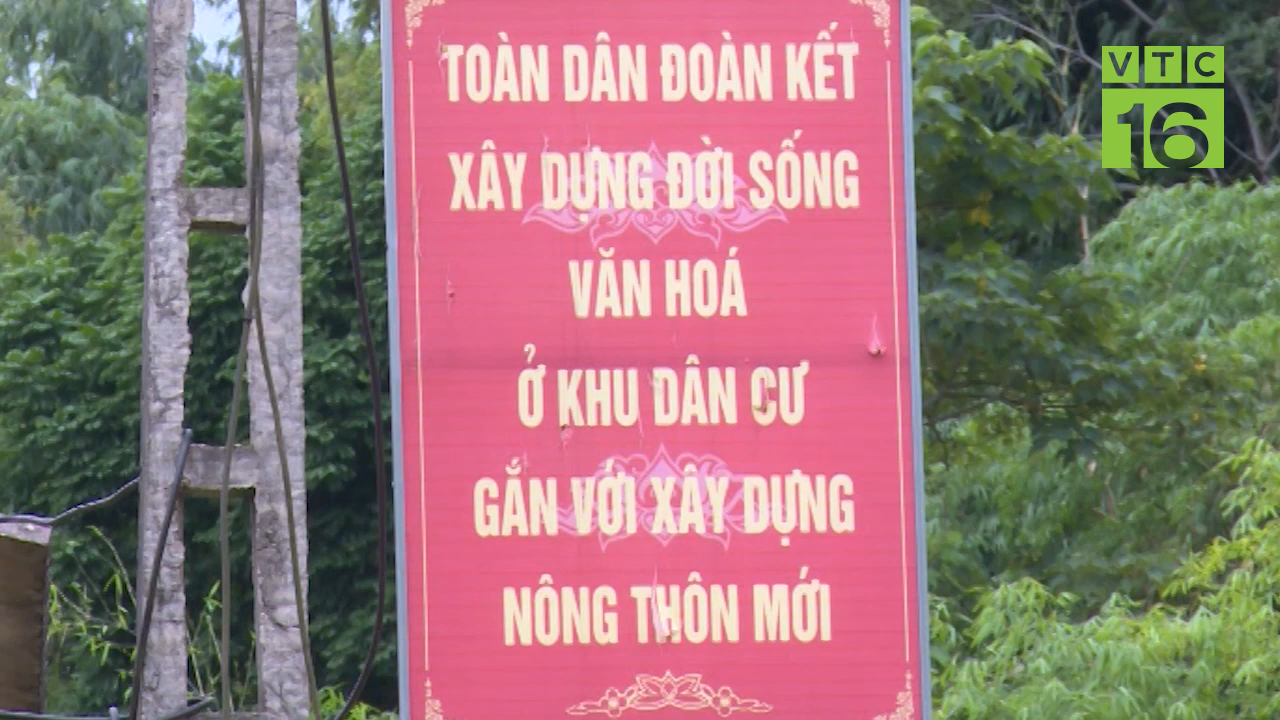 TOÀN DÂN ĐOÀN KẾT
XÂY DỰNG ĐỜI SỐNG
VĂN HOÁ
Ở KHU DÂN CƯ
GẮN VỚI XÂY DỰNG
NÔNG THÔN MỚI
VTC
16